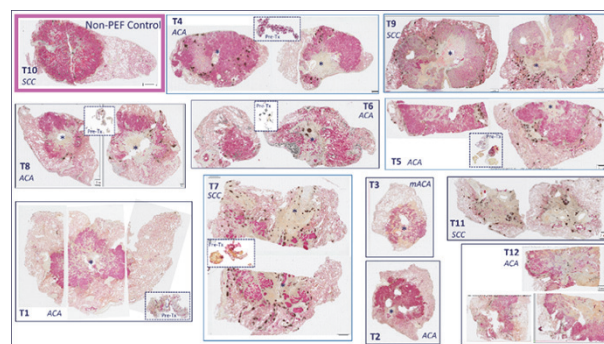 Non-PEF Control
T10
SCC
T4
ACA
Pre-Tx
T9
SCC
T8
ACA
Pre-Tx
Pre-Tx
T6
ACA
T5 ACA
Pre-Tx
T7
SCC
Pre-Tx
T3 mACA
T11
SCC
T12
ACA
T1 ACA
Pre-Tx
T2 ACA